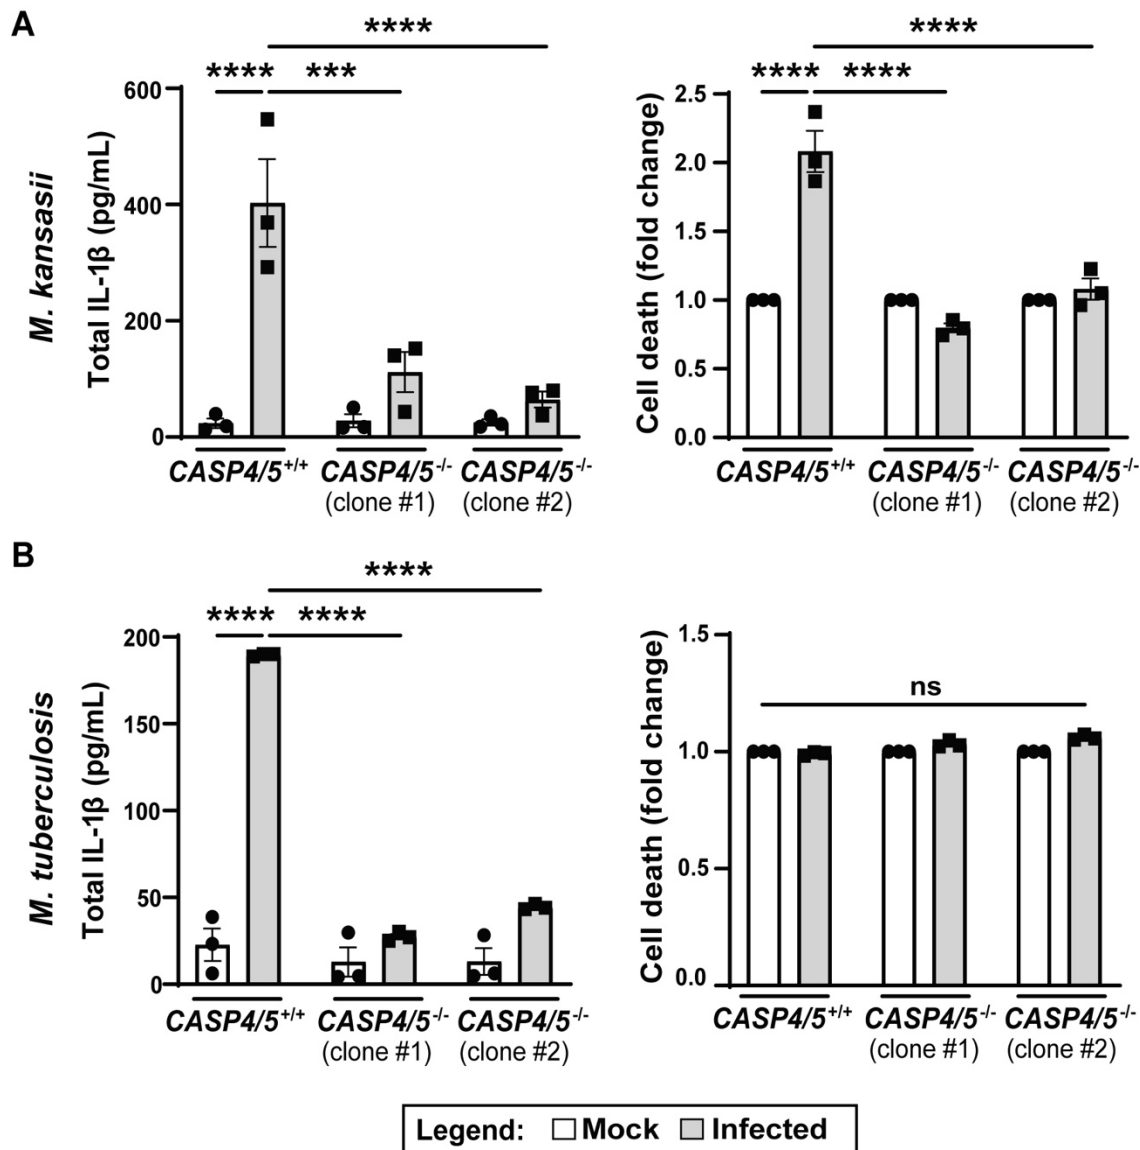 A
M. kansasii
Total IL-1β (pg/mL)
600
400
200
0
****
**** ***
CASP4/5+/+ CASP4/5-/- CASP4/5-/-
(clone #1) (clone #2)
Cell death (fold change)
2.5
2.0
1.5
1.0
0.5
0.0
****
**** ****
CASP4/5+/+ CASP4/5-/- CASP4/5-/-
(clone #1) (clone #2)
B
M. tuberculosis
Total IL-1β (pg/mL)
200
150
100
50
0
****
**** ****
CASP4/5+/+ CASP4/5-/- CASP4/5-/-
(clone #1) (clone #2)
Cell death (fold change)
1.5
1.0
0.5
0.0
ns
CASP4/5+/+ CASP4/5-/- CASP4/5-/-
(clone #1) (clone #2)
Legend: Mock Infected